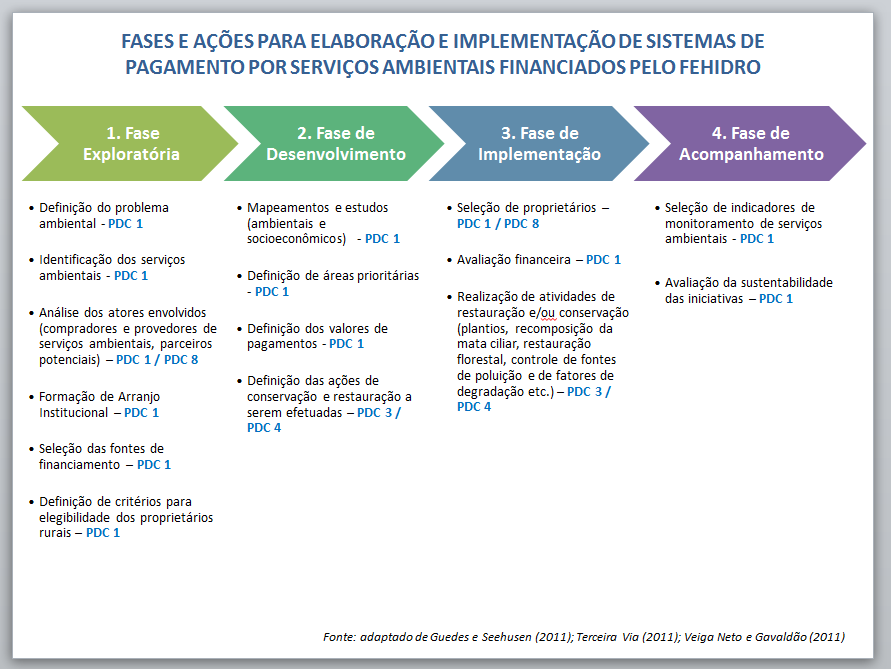 FASES E AÇÕES PARA ELABORAÇÃO E IMPLEMENTAÇÃO DE SISTEMAS DE
PAGAMENTO POR SERVIÇOS AMBIENTAIS FINANCIADOS PELO FEHIDRO
1. Fase
Exploratória
• Definição do problema
ambiental - PDC 1
• Identificação dos serviços
ambientais - PDC 1
• Análise dos atores envolvidos
(compradores e provedores de
serviços ambientais, parceiros
potenciais) – PDC 1 / PDC 8
• Formação de Arranjo
Institucional – PDC 1
• Seleção das fontes de
financiamento – PDC 1
• Definição de critérios para
elegibilidade dos proprietários
rurais – PDC 1
2. Fase de
Desenvolvimento
• Mapeamentos e estudos
(ambientais e
socioeconômicos) - PDC 1
• Definição de áreas prioritárias
- PDC 1
• Definição dos valores de
pagamentos - PDC 1
• Definição das ações de
conservação e restauração a
serem efetuadas – PDC 3 /
PDC 4
3. Fase de
Implementação
• Seleção de proprietários –
PDC 1 / PDC 8
• Avaliação financeira – PDC 1
• Realização de atividades de
restauração e/ou conservação
(plantios, recomposição da
mata ciliar, restauração
florestal, controle de fontes
de poluição e de fatores de
degradação etc.) – PDC 3 /
PDC 4
4. Fase de
Acompanhamento
• Seleção de indicadores de
monitoramento de serviços
ambientais - PDC 1
• Avaliação da sustentabilidade
das iniciativas – PDC 1
Fonte: adaptado de Guedes e Seehusen (2011); Terceira Via (2011); Veiga Neto e Gavaldão (2011)